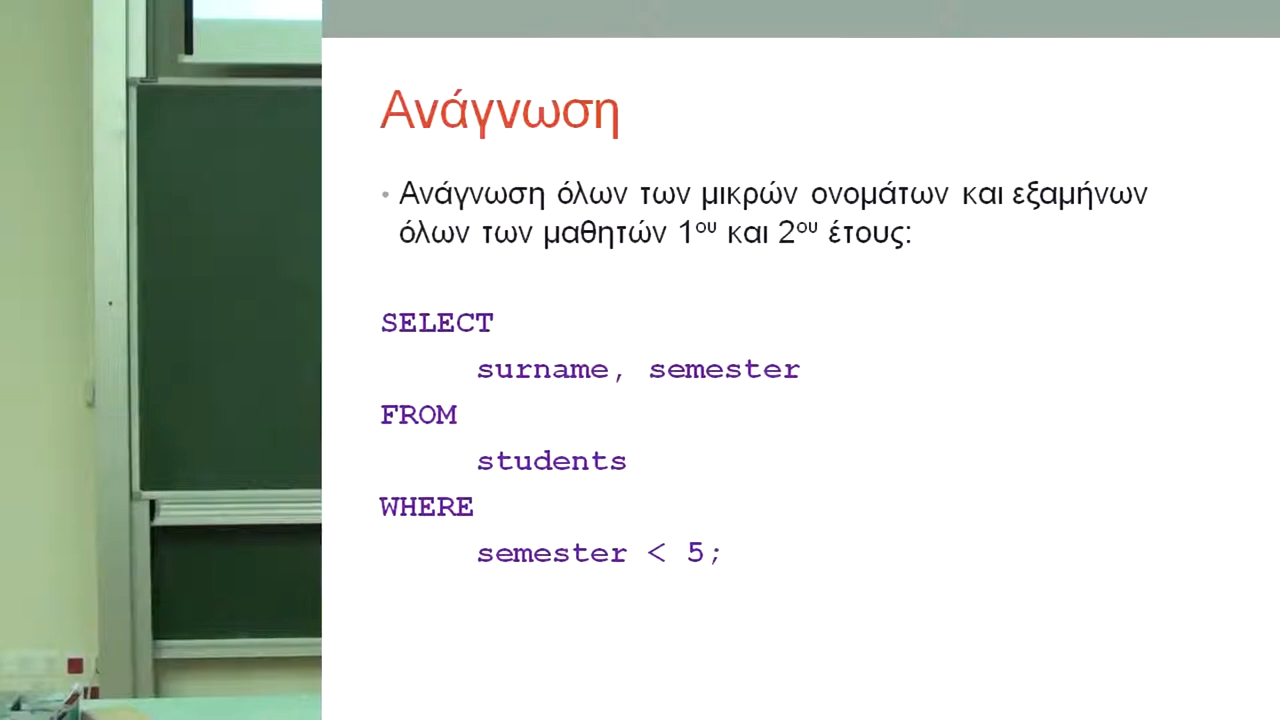 Ανάγνωση
• Ανάγνωση όλων των μικρών ονομάτων και εξαμήνων
όλων των μαθητών 1ου και 2ου έτους:
SELECT
surname, semester
FROM
students
WHERE
semester < 5;